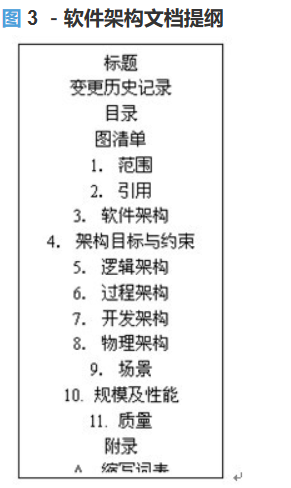 图 3 - 软件架构文档提纲
标题
变更历史记录
目录
图清单
1. 范围
2. 引用
3. 软件架构
4. 架构目标与约束
5. 逻辑架构
6. 过程架构
7. 开发架构
8. 物理架构
9. 场景
10. 规模及性能
11. 质量
附录
A. 缩写词表